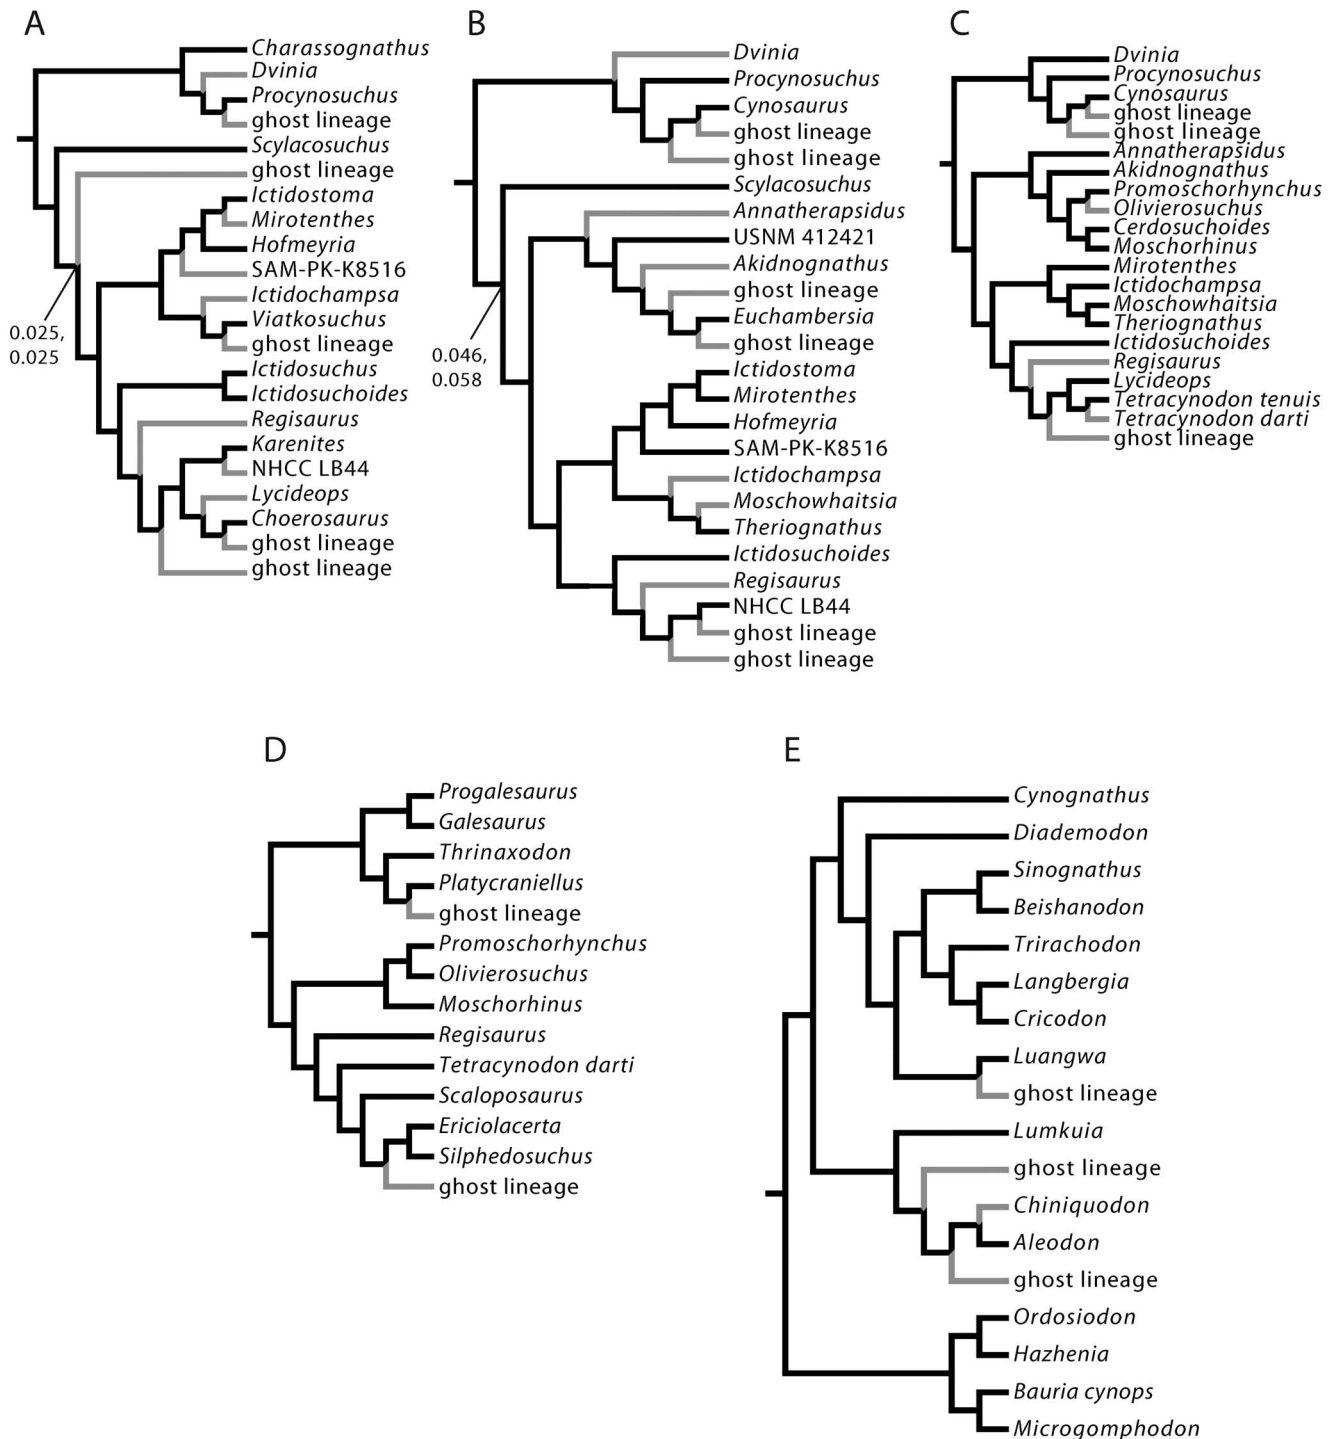 A
Charassognathus
Dvinia
Procynosuchus
ghost lineage
Scylacosuchus
ghost lineage
Ictidostoma
Mirotenthes
Hofmeyria
SAM-PK-K8516
Ictidochampsa
Viatkosuchus
ghost lineage
Ictidosuchus
Ictidosuchoides
Regisaurus
Karenites
NHCC LB44
Lycideops
Choerosaurus
ghost lineage
ghost lineage
0.025,
0.025
B
Dvinia
Procynosuchus
Cynosaurus
ghost lineage
ghost lineage
Scylacosuchus
Annatherapsidus
USNM 412421
Akidnognathus
ghost lineage
Euchambersia
ghost lineage
Ictidostoma
Mirotenthes
Hofmeyria
SAM-PK-K8516
Ictidochampsa
Moschowhaitsia
Theriognathus
Ictidosuchoides
Regisaurus
NHCC LB44
ghost lineage
ghost lineage
0.046,
0.058
C
Dvinia
Procynosuchus
Cynosaurus
ghost lineage
ghost lineage
Annatherapsidus
Akidnognathus
Promoschorhynchus
Olivierosuchus
Cerdosuchoides
Moschorhinus
Mirotenthes
Ictidochampsa
Moschowhaitsia
Theriognathus
Ictidosuchoides
Regisaurus
Lycideops
Tetracynodon tenuis
Tetracynodon darti
ghost lineage
D
Progalesaurus
Galesaurus
Thrinaxodon
Platycraniellus
ghost lineage
Promoschorhynchus
Olivierosuchus
Moschorhinus
Regisaurus
Tetracynodon darti
Scaloposaurus
Ericiolacerta
Silphedosuchus
ghost lineage
E
Cynognathus
Diademodon
Sinognathus
Beishanodon
Trirachodon
Langbergia
Cricodon
Luangwa
ghost lineage
Lumkuia
ghost lineage
Chiniquodon
Aleodon
ghost lineage
Ordosiodon
Hazhenia
Bauria cynops
Microgomphodon